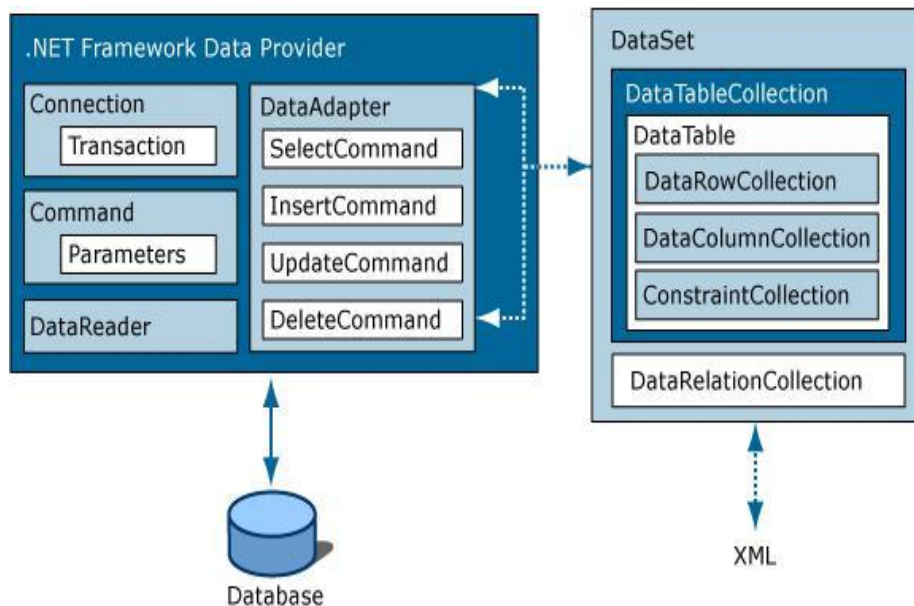 .NET Framework Data Provider
Connection
Transaction
Command
Parameters
DataReader
DataAdapter
SelectCommand
InsertCommand
UpdateCommand
DeleteCommand
Database
DataSet
DataTableCollection
DataTable
DataRowCollection
DataColumnCollection
ConstraintCollection
DataRelationCollection
XML